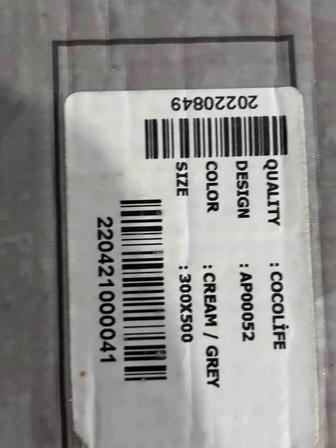 20220849
QUALITY : COCOLİFE
DESIGN : AP00052
COLOR : CREAM / GREY
SIZE : 300X500
220421000041